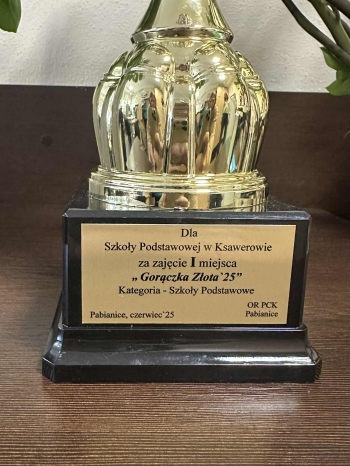 Dla
Szkoły Podstawowej w Ksawerowie
za zajęcie I miejsca
„ Gorączka Złota`25”
Kategoria - Szkoły Podstawowe
OR PCK
Pabianice, czerwiec`25 Pabianice